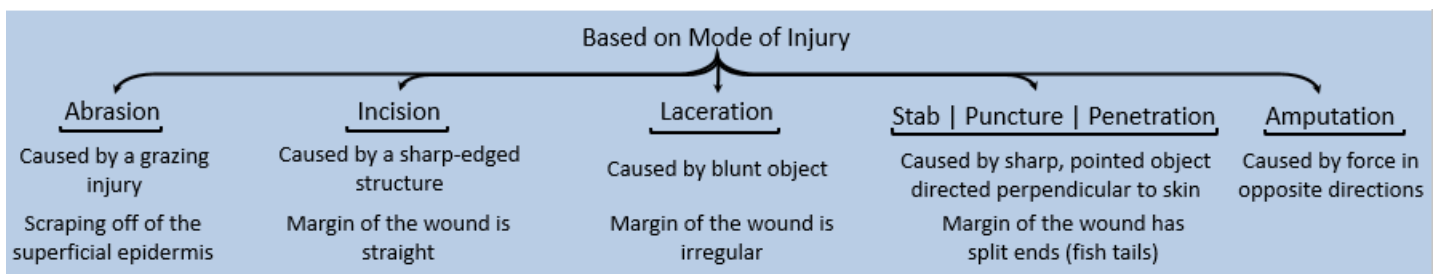 Based on Mode of Injury
Abrasion
Caused by a grazing
injury
Scraping off of the
superficial epidermis
Incision
Caused by a sharp-edged
structure
Margin of the wound is
straight
Laceration
Caused by blunt object
Margin of the wound is
irregular
Stab | Puncture | Penetration
Caused by sharp, pointed object
directed perpendicular to skin
Margin of the wound has
split ends (fish tails)
Amputation
Caused by force in
opposite directions